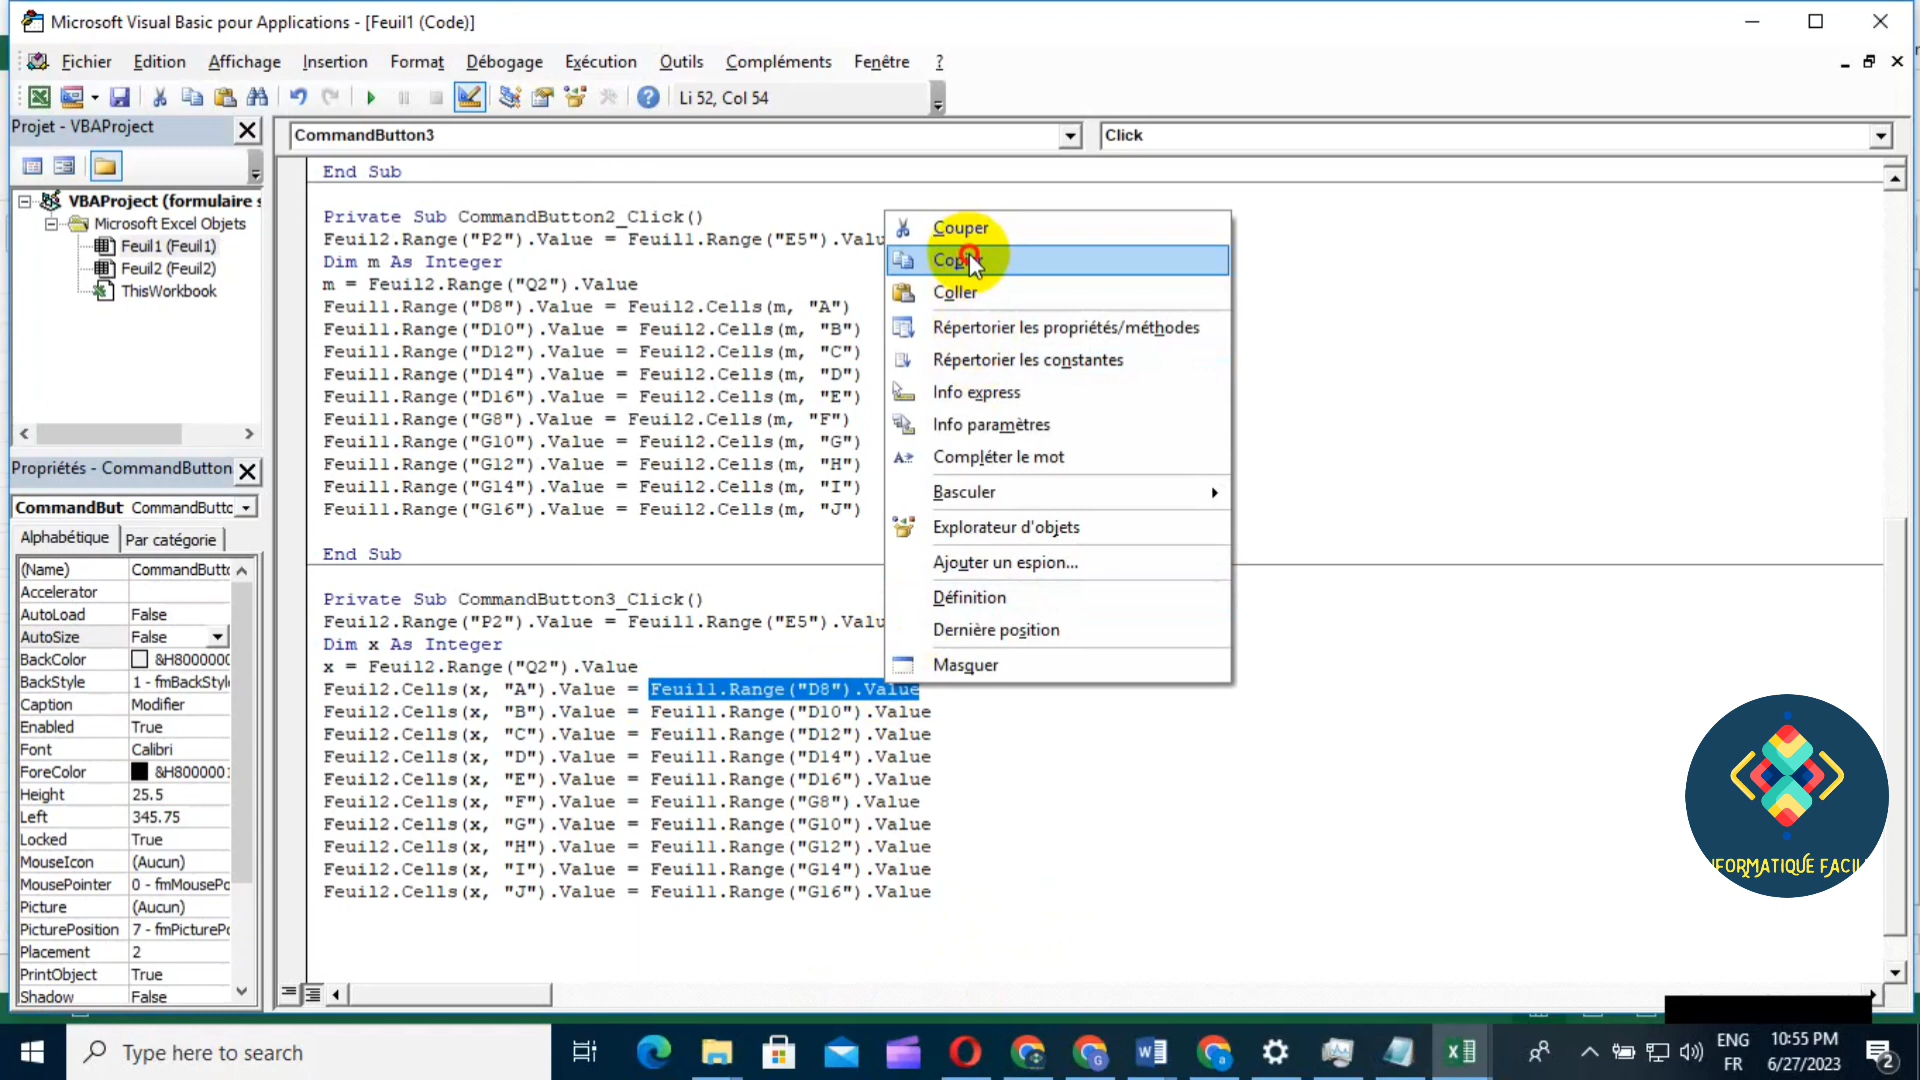 Microsoft Visual Basic pour Applications - [Feuil1 (Code)]
Fichier Edition Affichage Insertion Format Débogage Exécution Outils Compléments Fenêtre ?
Li 52, Col 54
Projet - VBAProject
CommandButton3
Click
VBAProject (formulaire s
Microsoft Excel Objets
Feuil1 (Feuil1)
Feuil2 (Feuil2)
ThisWorkbook
Propriétés - CommandButton
CommandBut CommandButto
Alphabétique Par catégorie
(Name) CommandButto
Accelerator
AutoLoad False
AutoSize False
BackColor &H8000000
BackStyle 1 - fmBackStyl
Caption Modifier
Enabled True
Font Calibri
ForeColor &H8000001
Height 25.5
Left 345.75
Locked True
MouseIcon (Aucun)
MousePointer 0 - fmMousePo
Picture (Aucun)
PicturePosition 7 - fmPicturePo
Placement 2
PrintObject True
Shadow False
End Sub
Private Sub CommandButton2_Click()
Feuil2.Range("P2").Value = Feuil1.Range("E5").Valu
Dim m As Integer
m = Feuil2.Range("Q2").Value
Feuil1.Range("D8").Value = Feuil2.Cells(m, "A")
Feuil1.Range("D10").Value = Feuil2.Cells(m, "B")
Feuil1.Range("D12").Value = Feuil2.Cells(m, "C")
Feuil1.Range("D14").Value = Feuil2.Cells(m, "D")
Feuil1.Range("D16").Value = Feuil2.Cells(m, "E")
Feuil1.Range("G8").Value = Feuil2.Cells(m, "F")
Feuil1.Range("G10").Value = Feuil2.Cells(m, "G")
Feuil1.Range("G12").Value = Feuil2.Cells(m, "H")
Feuil1.Range("G14").Value = Feuil2.Cells(m, "I")
Feuil1.Range("G16").Value = Feuil2.Cells(m, "J")
End Sub
Private Sub CommandButton3_Click()
Feuil2.Range("P2").Value = Feuil1.Range("E5").Valu
Dim x As Integer
x = Feuil2.Range("Q2").Value
Feuil2.Cells(x, "A").Value = Feuil1.Range("D8").Value
Feuil2.Cells(x, "B").Value = Feuil1.Range("D10").Value
Feuil2.Cells(x, "C").Value = Feuil1.Range("D12").Value
Feuil2.Cells(x, "D").Value = Feuil1.Range("D14").Value
Feuil2.Cells(x, "E").Value = Feuil1.Range("D16").Value
Feuil2.Cells(x, "F").Value = Feuil1.Range("G8").Value
Feuil2.Cells(x, "G").Value = Feuil1.Range("G10").Value
Feuil2.Cells(x, "H").Value = Feuil1.Range("G12").Value
Feuil2.Cells(x, "I").Value = Feuil1.Range("G14").Value
Feuil2.Cells(x, "J").Value = Feuil1.Range("G16").Value
Couper
Copier
Coller
Répertorier les propriétés/méthodes
Répertorier les constantes
Info express
Info paramètres
Compléter le mot
Basculer
Explorateur d'objets
Ajouter un espion...
Définition
Dernière position
Masquer
NFORMATIQUE FACIL
Type here to search
ENG
FR
10:55 PM
6/27/2023
2